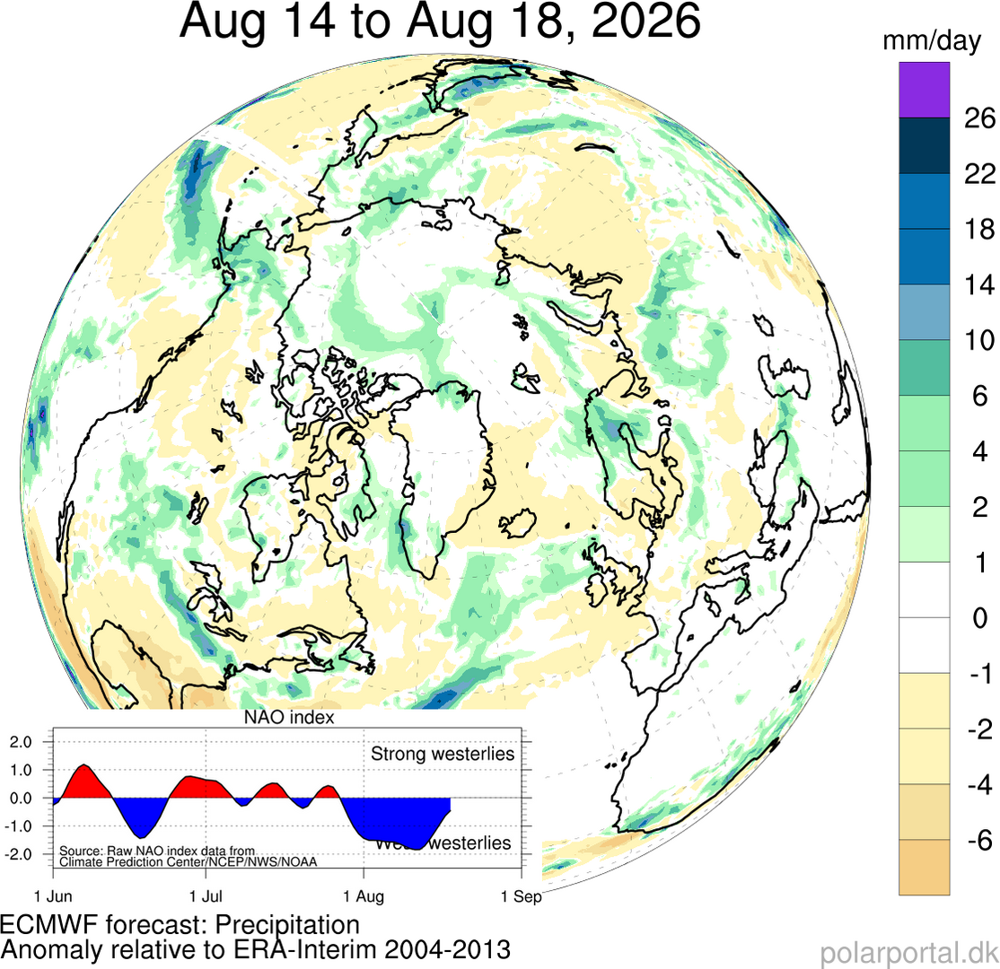 Aug 14 to Aug 18, 2026
mm/day
26
22
18
14
10
6
4
2
1
0
-1
-2
-4
-6
NAO index
2.0
1.0
0.0
-1.0
-2.0
Strong westerlies
westerlies
Source: Raw NAO index data from
Climate Prediction Center/NCEP/NWS/NOAA
1 Jun
1 Jul
1 Aug
1 Sep
ECMWF forecast: Precipitation
Anomaly relative to ERA-Interim 2004-2013
polarportal.dk